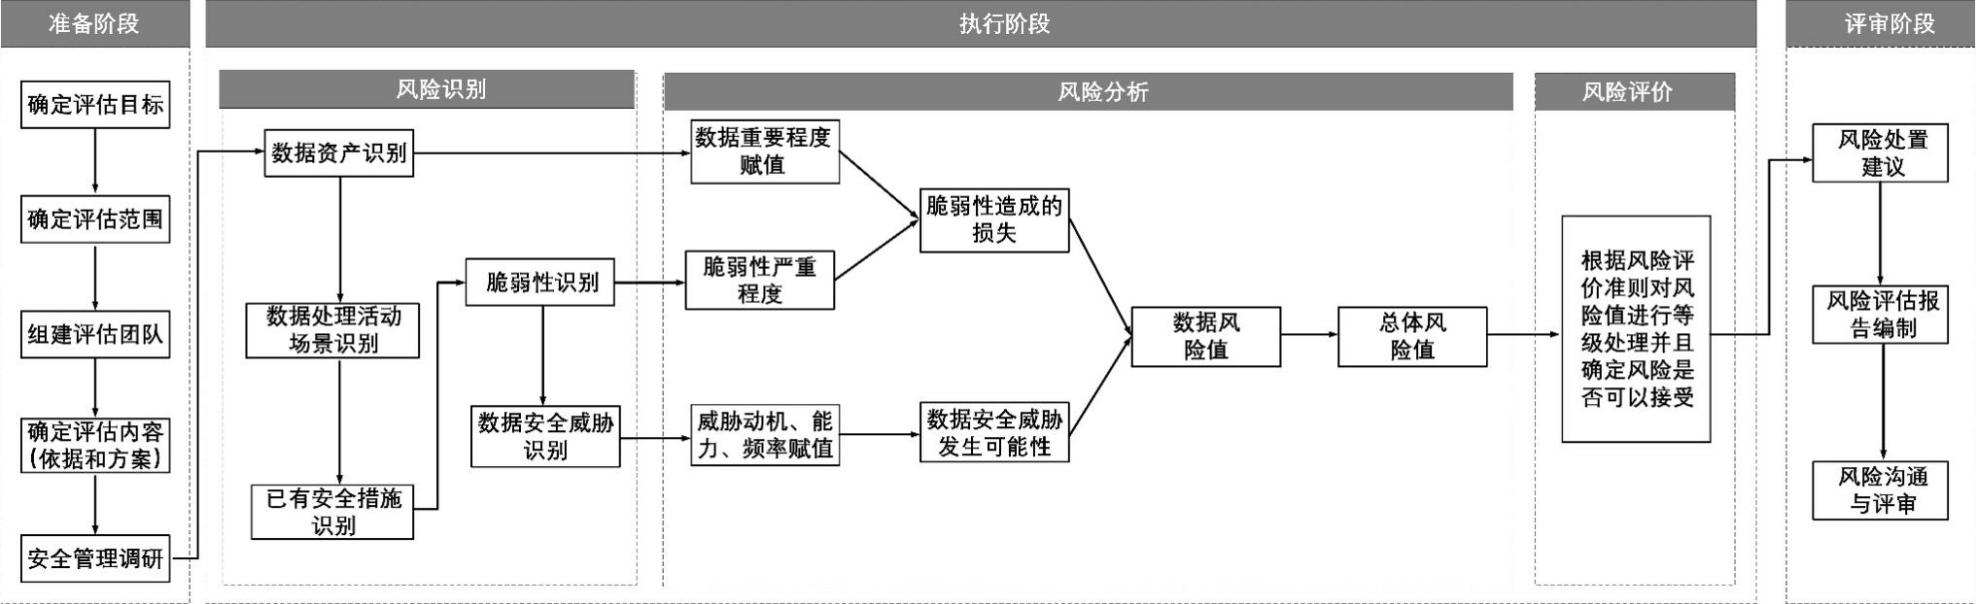 准备阶段
确定评估目标
确定评估范围
组建评估团队
确定评估内容
(依据和方案)
安全管理调研
执行阶段
风险识别
数据资产识别
数据处理活动
场景识别
已有安全措施
识别
脆弱性识别
数据安全威胁
识别
风险分析
数据重要程度
赋值
脆弱性严重
程度
威胁动机、能
力、频率赋值
脆弱性造成的
损失
数据安全威胁
发生可能性
数据风
险值
总体风
险值
风险评价
根据风险评
价准则对风
险值进行等
级处理并且
确定风险是
否可以接受
评审阶段
风险处置
建议
风险评估报
告编制
风险沟通
与评审